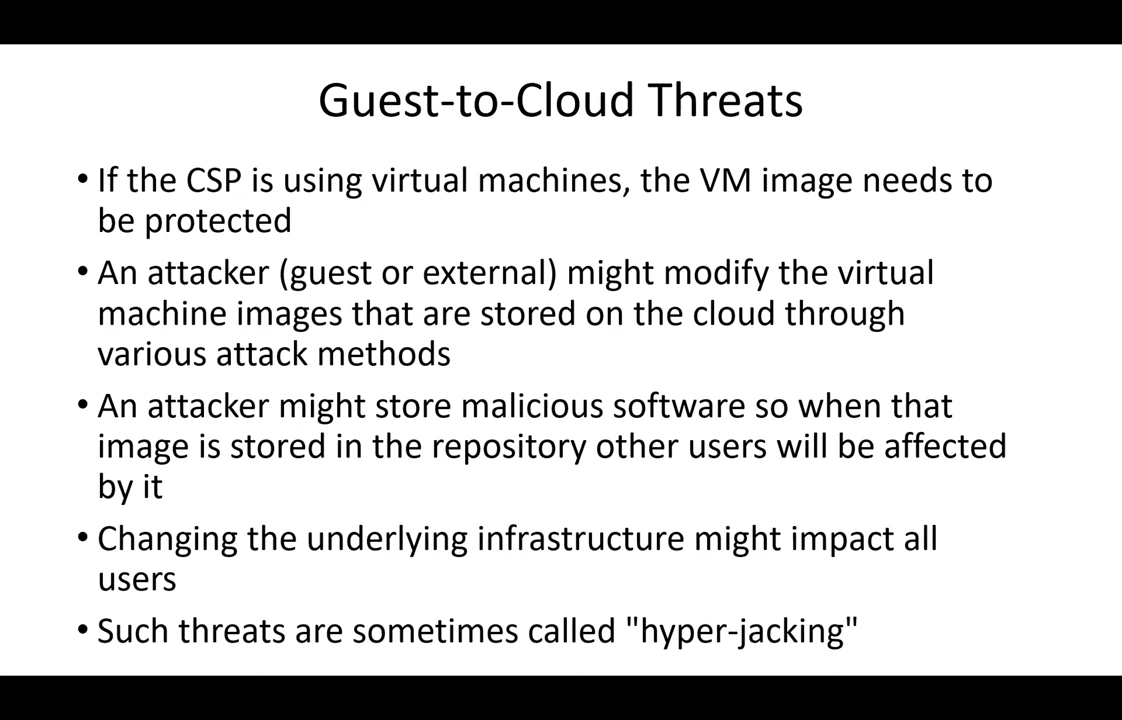 Guest-to-Cloud Threats
• If the CSP is using virtual machines, the VM image needs to
be protected
• An attacker (guest or external) might modify the virtual
machine images that are stored on the cloud through
various attack methods
• An attacker might store malicious software so when that
image is stored in the repository other users will be affected
by it
• Changing the underlying infrastructure might impact all
users
• Such threats are sometimes called "hyper-jacking"